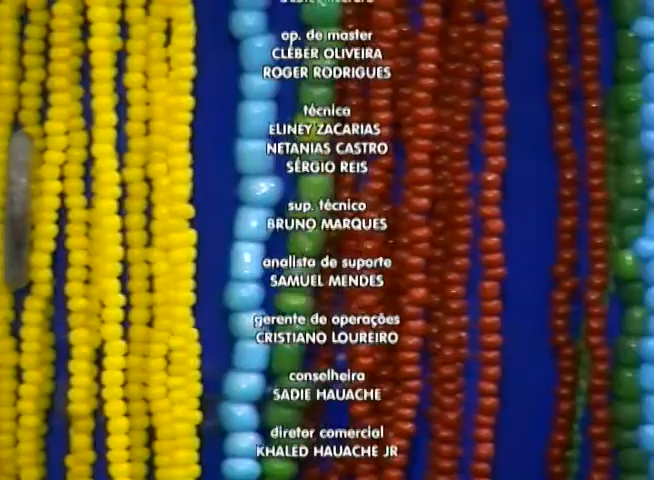 op. de master
CLÉBER OLIVEIRA
ROGER RODRIGUES
técnica
ELINEY ZACARIAS
NETANIAS CASTRO
SÉRGIO REIS
sup. técnico
BRUNO MARQUES
analista de suporte
SAMUEL MENDES
gerente de operações
CRISTIANO LOUREIRO
conselheira
SADIE HAUACHE
diretor comercial
KHALED HAUACHE JR